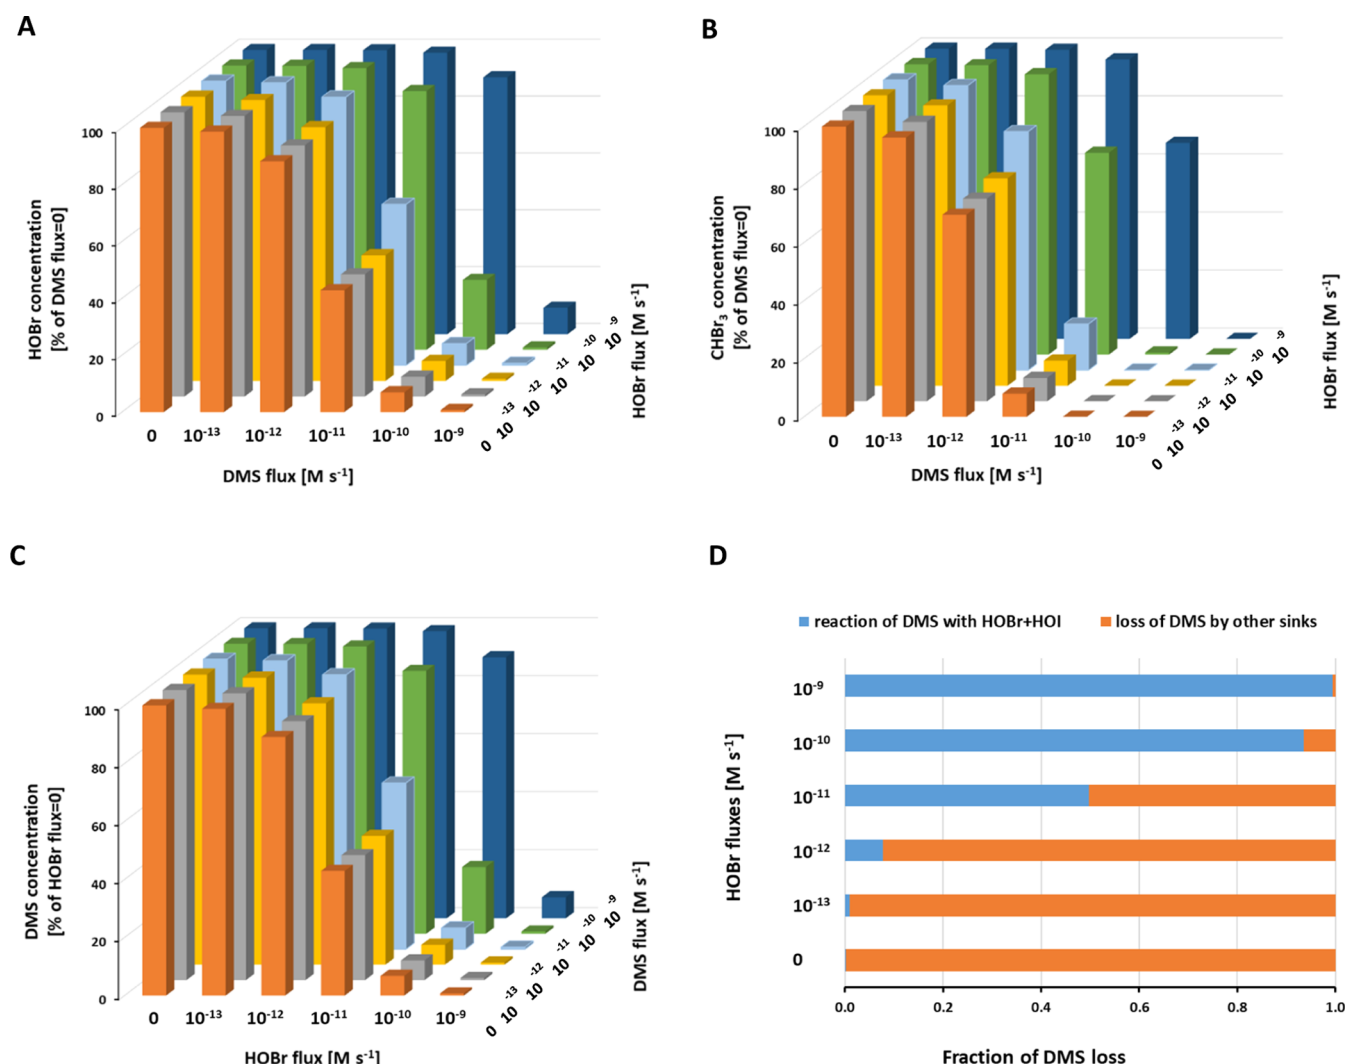 A
HOBr concentration
[% of DMS flux=0]
100
80
60
40
20
0
0 10⁻¹³ 10⁻¹² 10⁻¹¹ 10⁻¹⁰ 10⁻⁹
DMS flux [M s⁻¹]
0 10⁻¹³ 10⁻¹² 10⁻¹¹ 10⁻¹⁰ 10⁻⁹
HOBr flux [M s⁻¹]
B
CHBr₃ concentration
[% of DMS flux=0]
100
80
60
40
20
0
0 10⁻¹³ 10⁻¹² 10⁻¹¹ 10⁻¹⁰ 10⁻⁹
DMS flux [M s⁻¹]
0 10⁻¹³ 10⁻¹² 10⁻¹¹ 10⁻¹⁰ 10⁻⁹
HOBr flux [M s⁻¹]
C
DMS concentration
[% of HOBr flux=0]
100
80
60
40
20
0
0 10⁻¹³ 10⁻¹² 10⁻¹¹ 10⁻¹⁰ 10⁻⁹
HOBr flux [M s⁻¹]
0 10⁻¹³ 10⁻¹² 10⁻¹¹ 10⁻¹⁰ 10⁻⁹
DMS flux [M s⁻¹]
D
reaction of DMS with HOBr+HOI loss of DMS by other sinks
HOBr fluxes [M s⁻¹]
10⁻⁹
10⁻¹⁰
10⁻¹¹
10⁻¹²
10⁻¹³
0
0.0 0.2 0.4 0.6 0.8 1.0
Fraction of DMS loss